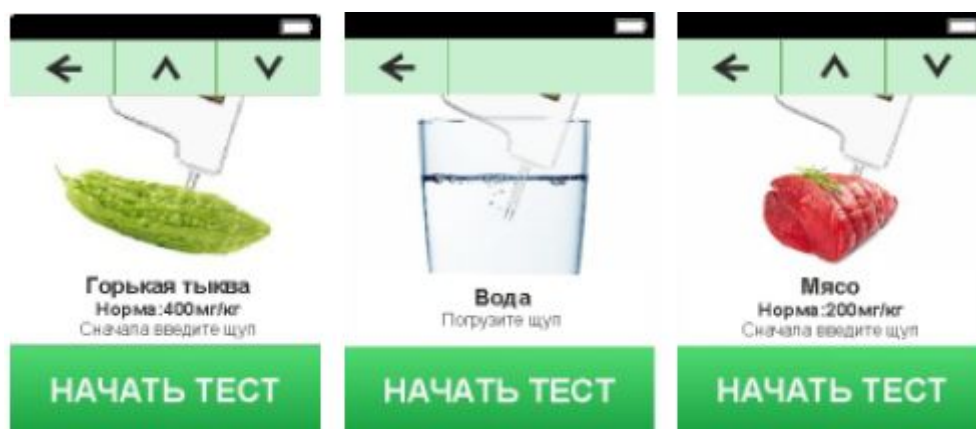 Горькая тыква
Норма:400мг/кг
Сначала введите щуп
НАЧАТЬ ТЕСТ
Вода
Погрузите щуп
НАЧАТЬ ТЕСТ
Мясо
Норма:200мг/кг
Сначала введите щуп
НАЧАТЬ ТЕСТ